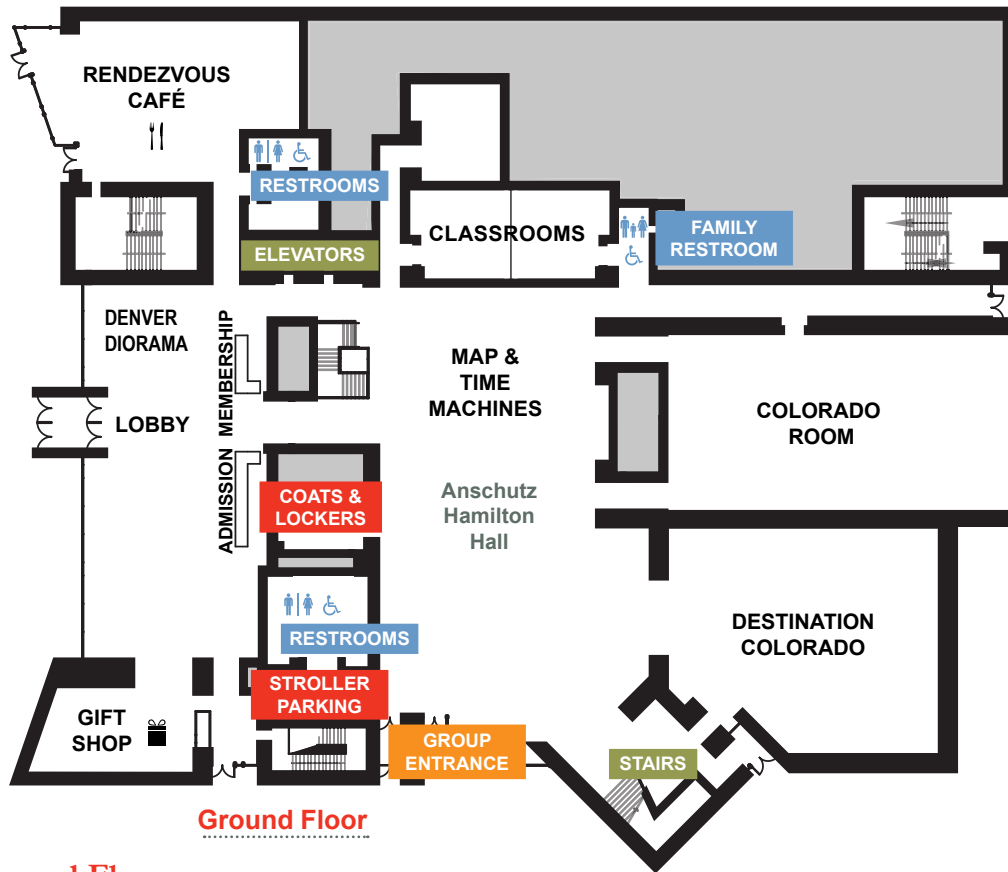 RENDEZVOUS
CAFÉ
RESTROOMS
ELEVATORS
CLASSROOMS
FAMILY
RESTROOM
DENVER
DIORAMA
MEMBERSHIP
MAP &
TIME
MACHINES
COLORADO
ROOM
LOBBY
ADMISSION
COATS &
LOCKERS
Anschutz
Hamilton
Hall
RESTROOMS
DESTINATION
COLORADO
STROLLER
PARKING
GIFT
SHOP
GROUP
ENTRANCE
STAIRS
Ground Floor